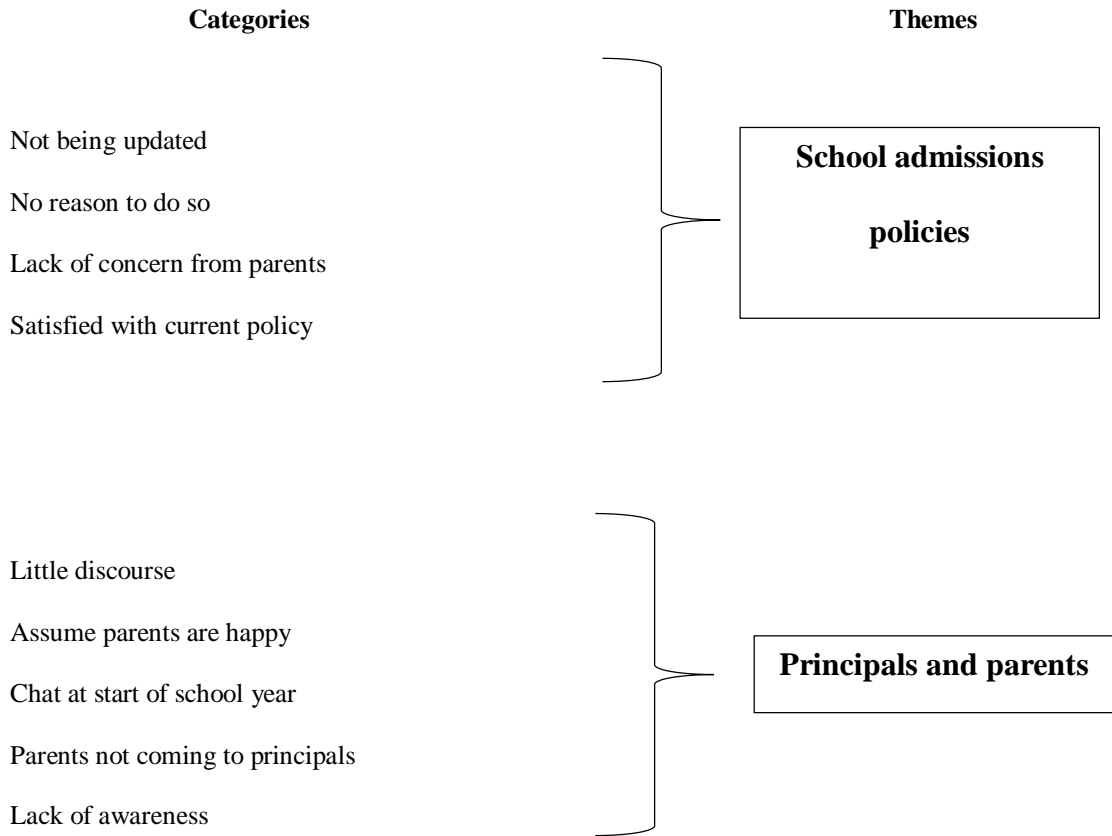 Categories
Themes
Not being updated
No reason to do so
Lack of concern from parents
Satisfied with current policy
School admissions
policies
Little discourse
Assume parents are happy
Chat at start of school year
Parents not coming to principals
Lack of awareness
Principals and parents